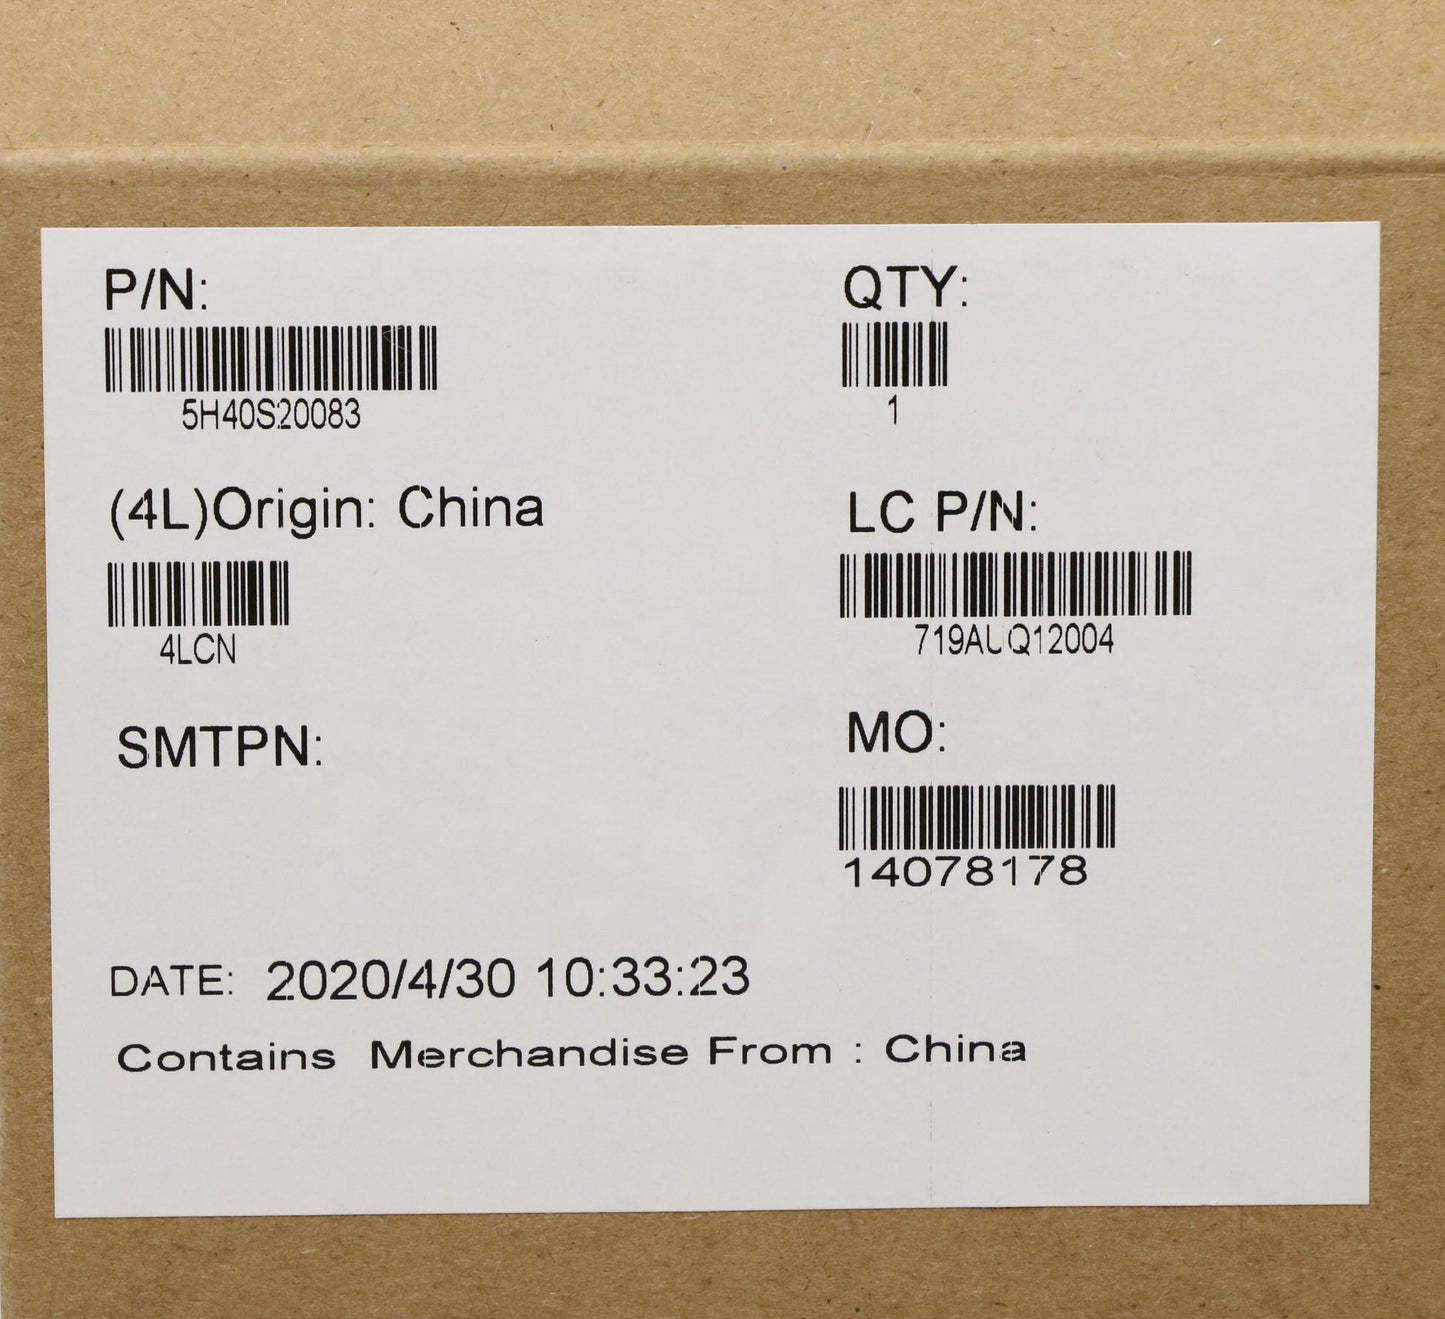 P/N:
5H40S20083
QTY:
1
(4L)Origin: China
4LCN
LC P/N:
719AUQ12004
SMTPN:
MO:
14078178
DATE: 2020/4/30 10:33:23
Contains Merchandise From : China